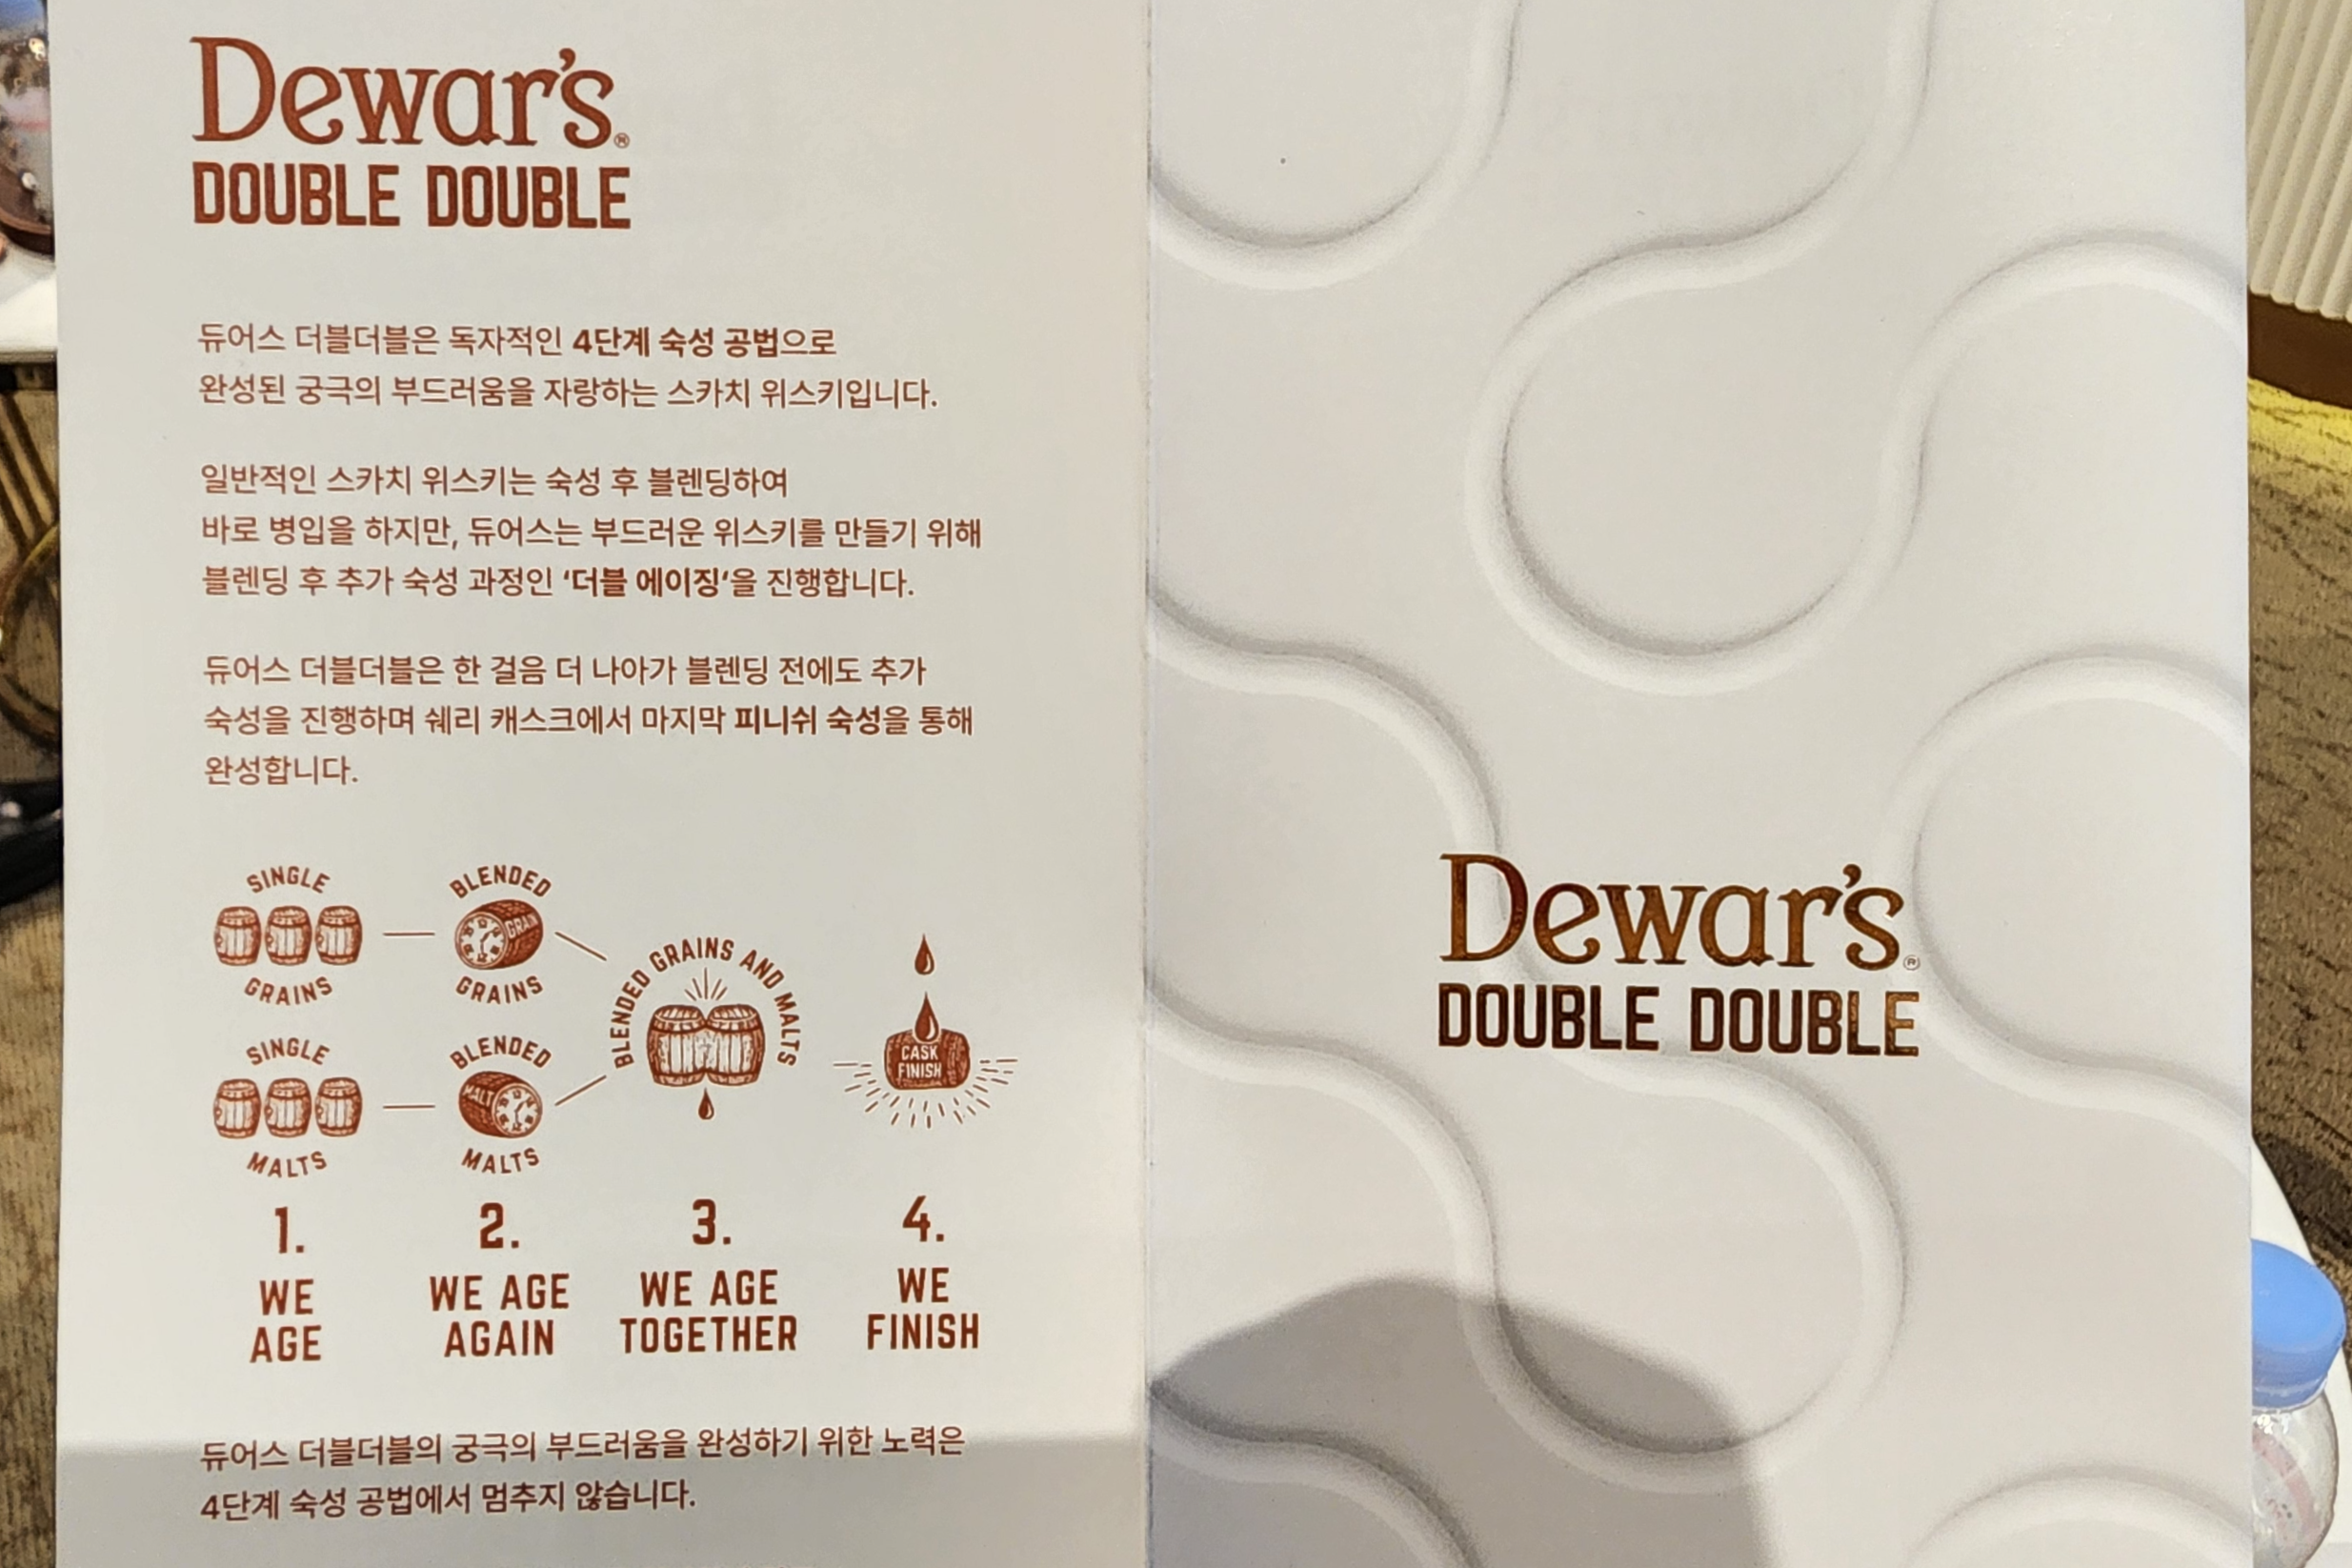 Dewar's®
DOUBLE DOUBLE
듀어스 더블더블은 독자적인 4단계 숙성 공법으로
완성된 궁극의 부드러움을 자랑하는 스카치 위스키입니다.
일반적인 스카치 위스키는 숙성 후 블렌딩하여
바로 병입을 하지만, 듀어스는 부드러운 위스키를 만들기 위해
블렌딩 후 추가 숙성 과정인 ‘더블 에이징‘을 진행합니다.
듀어스 더블더블은 한 걸음 더 나아가 블렌딩 전에도 추가
숙성을 진행하며 쉐리 캐스크에서 마지막 피니쉬 숙성을 통해
완성합니다.
SINGLE
GRAINS
BLENDED
GRAIN
GRAINS
SINGLE
MALTS
BLENDED
MALT
MALTS
BLENDED GRAINS AND MALTS
CASK
FINISH
1.
WE
AGE
2.
WE AGE
AGAIN
3.
WE AGE
TOGETHER
4.
WE
FINISH
듀어스 더블더블의 궁극의 부드러움을 완성하기 위한 노력은
4단계 숙성 공법에서 멈추지 않습니다.
Dewar's®
DOUBLE DOUBLE